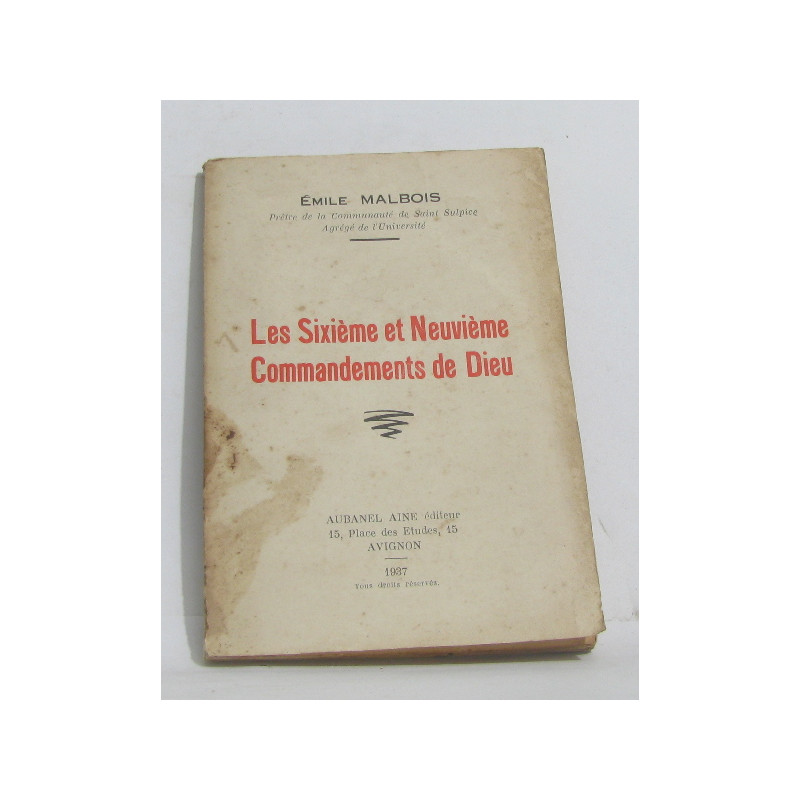 ÉMILE MALBOIS
Prêtre de la Communauté de Saint Sulpice
Agrégé de l'Université
Les Sixième et Neuvième
Commandements de Dieu
AUBANEL AINE éditeur
15, Place des Etudes, 15
AVIGNON
1937
Tous droits réservés.